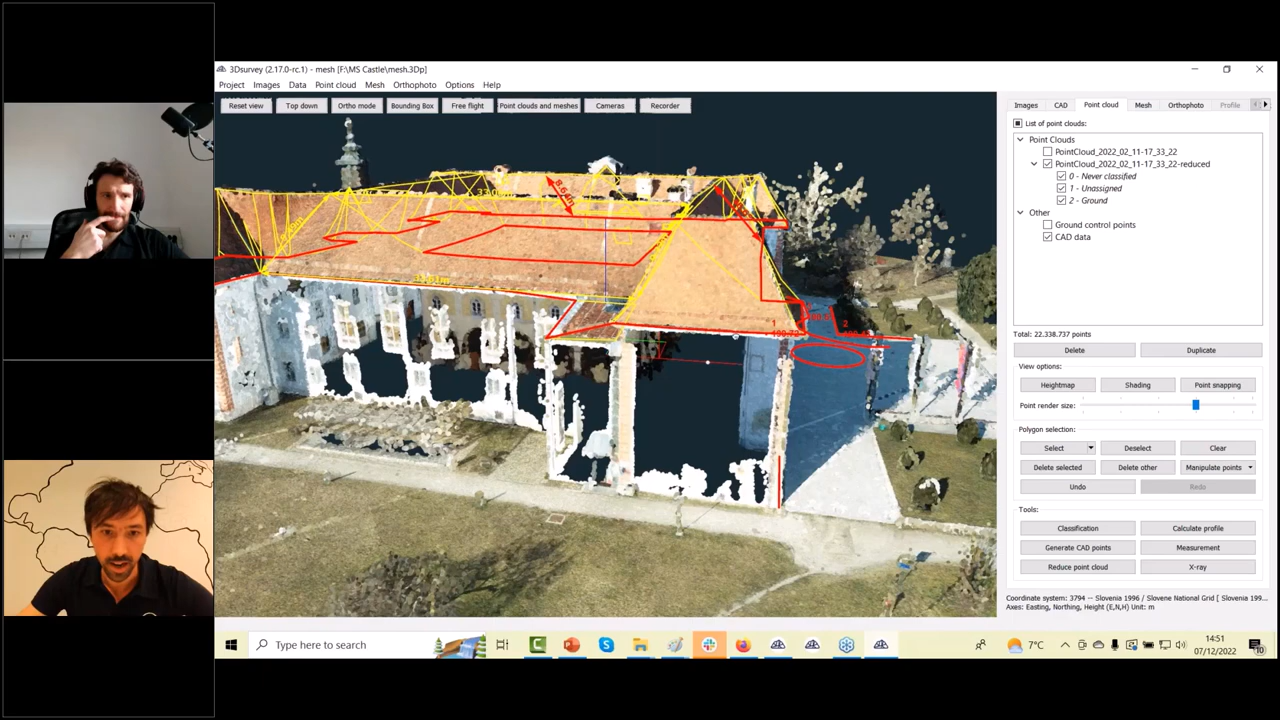 3Dsurvey (2.17.0-rc.1) - mesh [F:\MS Castle\mesh.3Dp]
Project Images Data Point cloud Mesh Orthophoto Options Help
Reset view Top down Ortho mode Bounding Box Free flight Point clouds and meshes Cameras Recorder
Images CAD Point cloud Mesh Orthophoto Profile
List of point clouds:
Point Clouds
PointCloud_2022_02_11-17_33_22
PointCloud_2022_02_11-17_33_22-reduced
0 - Never classified
1 - Unassigned
2 - Ground
Other
Ground control points
CAD data
Total: 22.338.737 points
Delete Duplicate
View options:
Heightmap Shading Point snapping
Point render size:
Polygon selection:
Select Deselect Clear
Delete selected Delete other Manipulate points
Undo Redo
Tools:
Classification Calculate profile
Generate CAD points Measurement
Reduce point cloud X-ray
Coordinate system: 3794 -- Slovenia 1996 / Slovene National Grid [ Slovenia 199...
Axes: Easting, Northing, Height (E,N,H) Unit: m
8.64m
1
2
Type here to search
7°C
14:51
07/12/2022
10